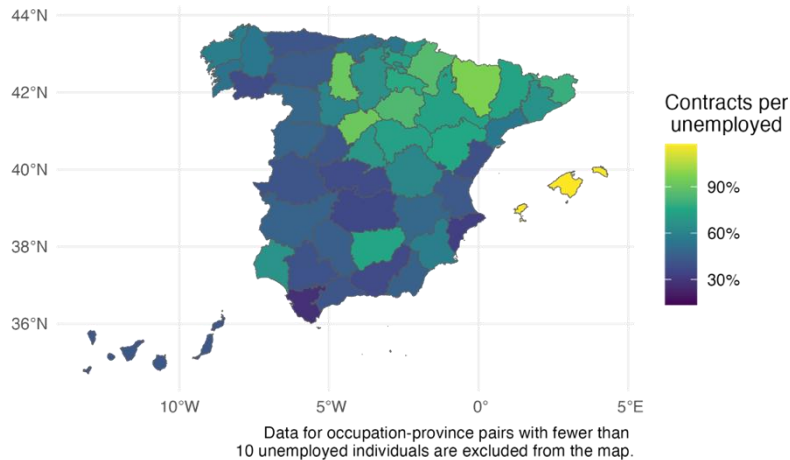 44°N
42°N
40°N
38°N
36°N
10°W
5°W
0°
5°E
Contracts per
unemployed
90%
60%
30%
Data for occupation-province pairs with fewer than
10 unemployed individuals are excluded from the map.